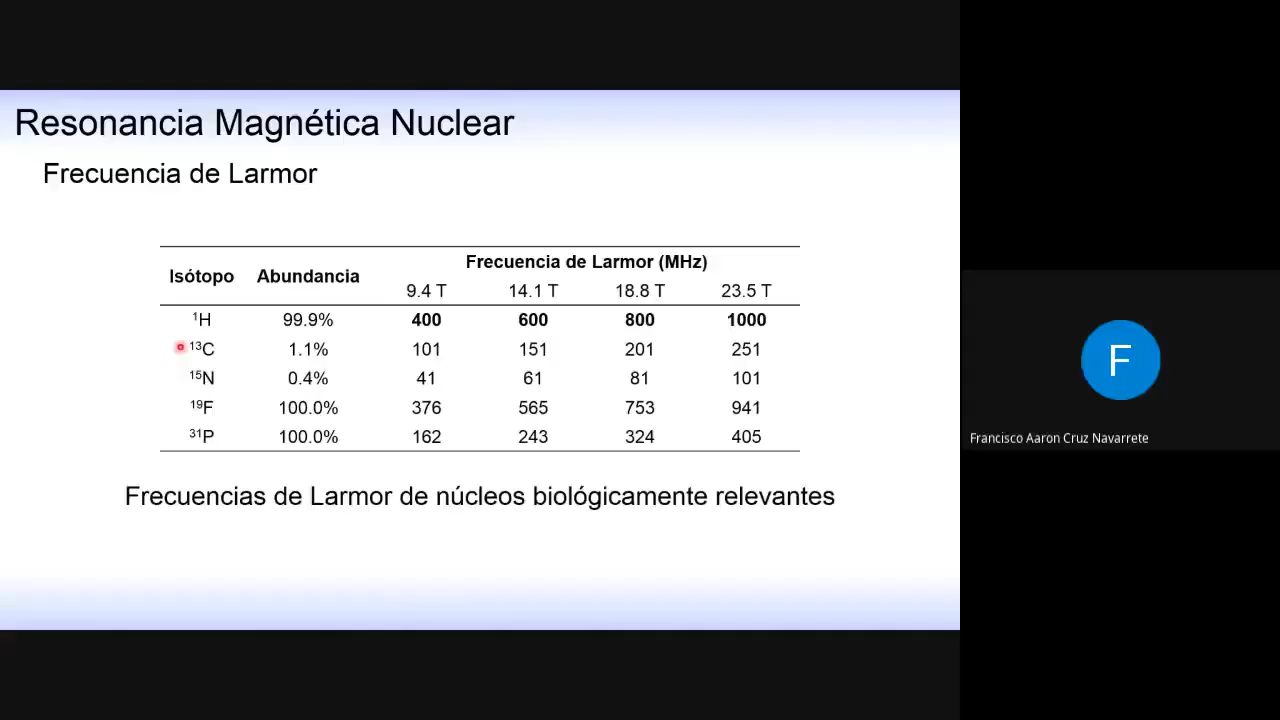 Resonancia Magnética Nuclear
Frecuencia de Larmor
Isótopo Abundancia Frecuencia de Larmor (MHz)
9.4 T 14.1 T 18.8 T 23.5 T
¹H 99.9% 400 600 800 1000
¹³C 1.1% 101 151 201 251
¹⁵N 0.4% 41 61 81 101
¹⁹F 100.0% 376 565 753 941
³¹P 100.0% 162 243 324 405
Frecuencias de Larmor de núcleos biológicamente relevantes
F
Francisco Aaron Cruz Navarrete